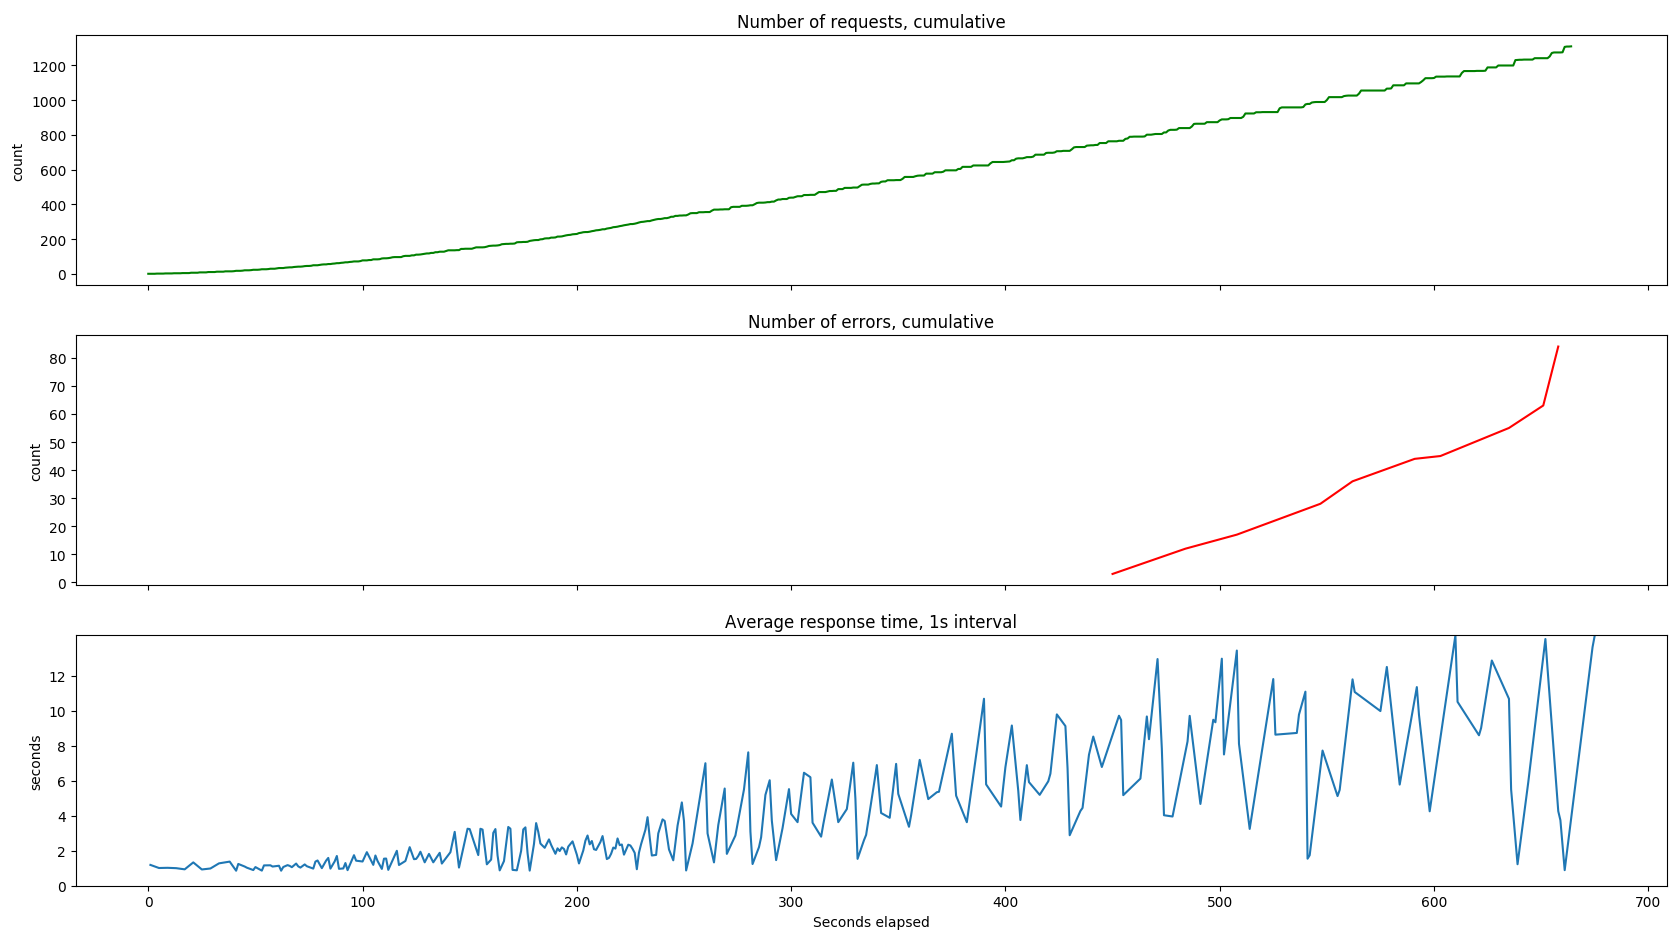 Number of requests, cumulative
1200
1000
800
600
400
200
0
count
Number of errors, cumulative
80
70
60
50
40
30
20
10
0
count
Average response time, 1s interval
12
10
8
6
4
2
0
seconds
0 100 200 300 400 500 600 700
Seconds elapsed